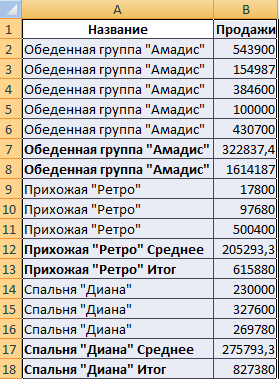 A B
1 Название Продажи
2 Обеденная группа "Амадис" 543900
3 Обеденная группа "Амадис" 154987
4 Обеденная группа "Амадис" 384600
5 Обеденная группа "Амадис" 100000
6 Обеденная группа "Амадис" 430700
7 Обеденная группа "Амадис" 322837,4
8 Обеденная группа "Амадис" 1614187
9 Прихожая "Ретро" 17800
10 Прихожая "Ретро" 97680
11 Прихожая "Ретро" 500400
12 Прихожая "Ретро" Среднее 205293,3
13 Прихожая "Ретро" Итог 615880
14 Спальня "Диана" 230000
15 Спальня "Диана" 327600
16 Спальня "Диана" 269780
17 Спальня "Диана" Среднее 275793,3
18 Спальня "Диана" Итог 827380